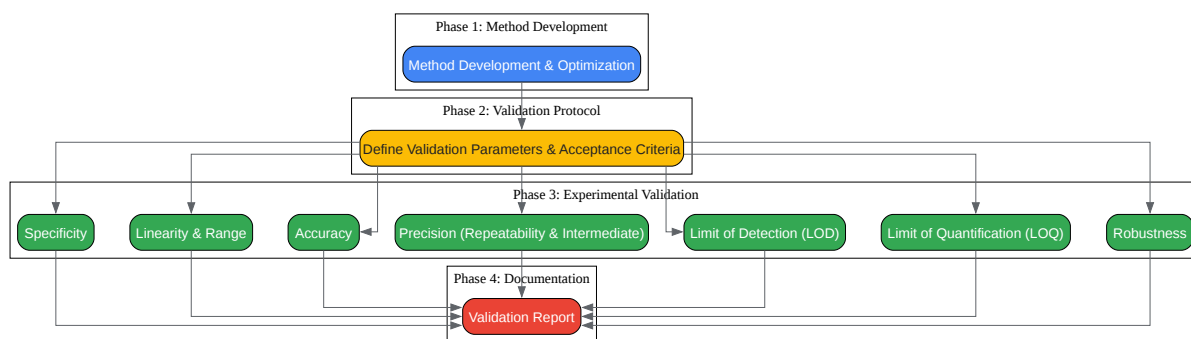 Phase 1: Method Development
Method Development & Optimization
Phase 2: Validation Protocol
Define Validation Parameters & Acceptance Criteria
Phase 3: Experimental Validation
Specificity
Linearity & Range
Accuracy
Precision (Repeatability & Intermediate)
Limit of Detection (LOD)
Limit of Quantification (LOQ)
Robustness
Phase 4: Documentation
Validation Report